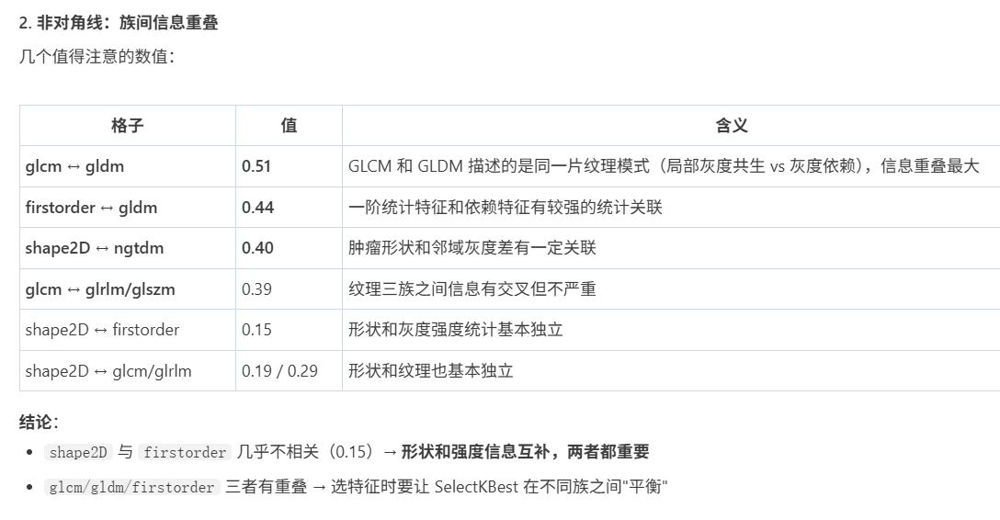 2. 非对角线：族间信息重叠
几个值得注意的数值：
格子 值 含义
glcm ↔ gldm 0.51 GLCM 和 GLDM 描述的是同一片纹理模式（局部灰度共生 vs 灰度依赖），信息重叠最大
firstorder ↔ gldm 0.44 一阶统计特征和依赖特征有较强的统计关联
shape2D ↔ ngtdm 0.40 肿瘤形状和邻域灰度差有一定关联
glcm ↔ glrlm/glszm 0.39 纹理三族之间信息有交叉但不严重
shape2D ↔ firstorder 0.15 形状和灰度强度统计基本独立
shape2D ↔ glcm/glrlm 0.19 / 0.29 形状和纹理也基本独立
结论：
• shape2D 与 firstorder 几乎不相关（0.15）→ 形状和强度信息互补，两者都重要
• glcm/gldm/firstorder 三者有重叠 → 选特征时要让 SelectKBest 在不同族之间"平衡"